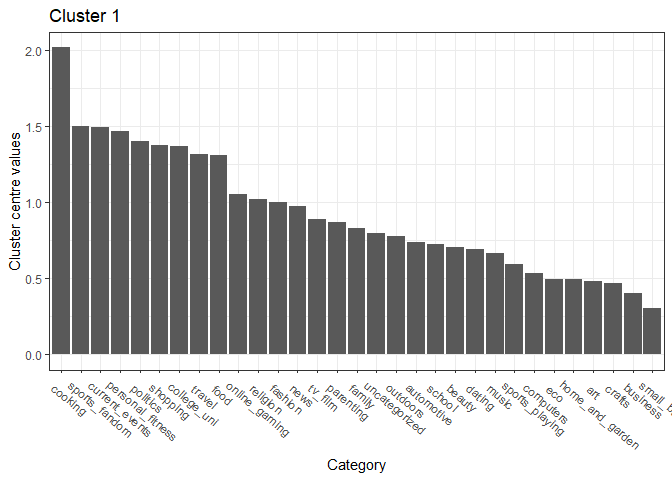 Cluster 1
Cluster centre values
2.0
1.5
1.0
0.5
0.0
cooking
sports_fandom
current_events
personal_fitness
politics
shopping
college_uni
travel
food
online_gaming
religion
fashion
news
tv_film
parenting
family
uncategorized
outdoors
automotive
school
beauty
dating
music
sports_playing
computers
eco
home_and_garden
art
crafts
business
Category